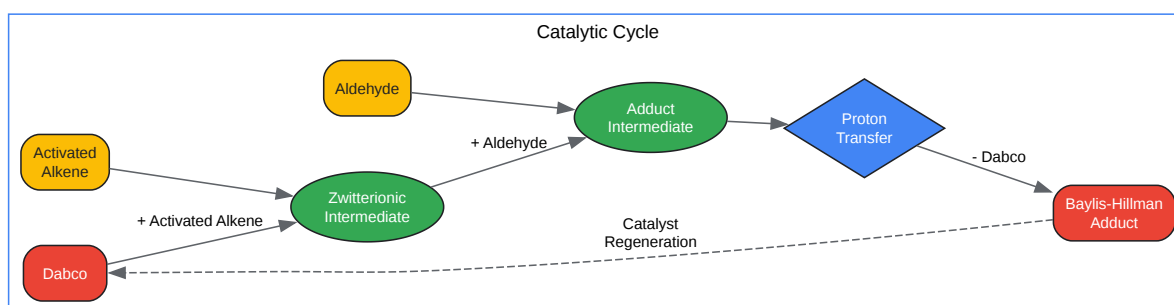 Catalytic Cycle
Aldehyde
Adduct
Intermediate
Proton
Transfer
+ Aldehyde
- Dabco
Activated
Alkene
Zwitterionic
Intermediate
Baylis-Hillman
Adduct
+ Activated Alkene
Catalyst
Regeneration
Dabco